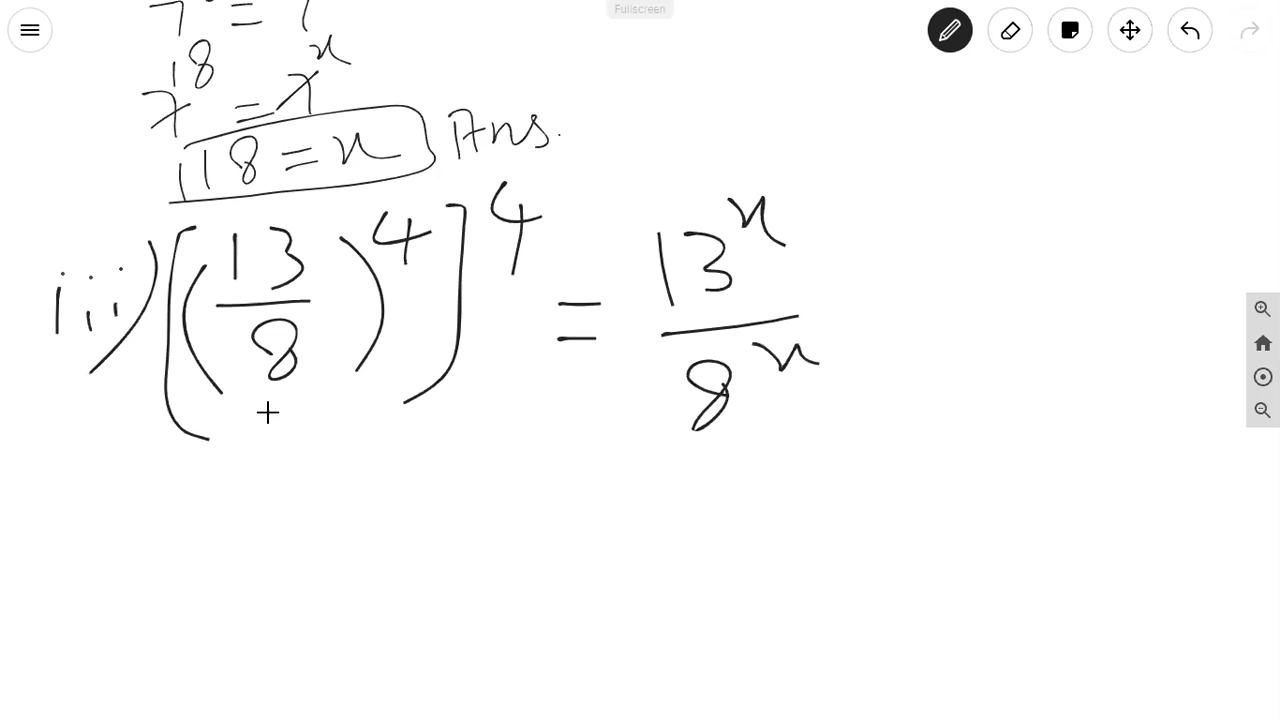 Fullscreen
7^18 = 7^x
18 = x Ans.
iii) [(13/8)^4]^4 = 13^x/8^x